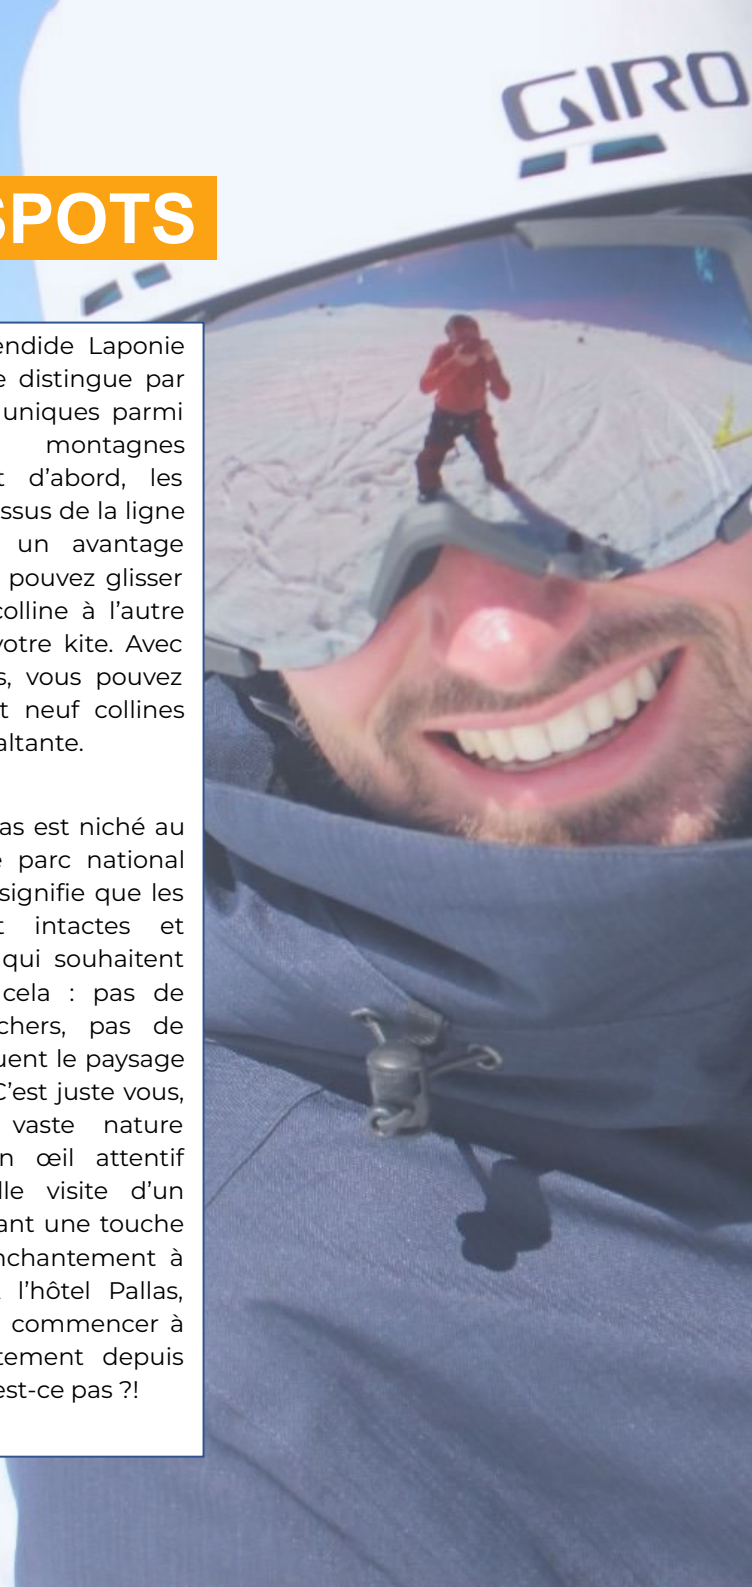 GIRO
SPOTS
endide Laponie
e distingue par
uniques parmi
montagnes
t d’abord, les
ssus de la ligne
un avantage
pouvez glisser
colline à l’autre
votre kite. Avec
s, vous pouvez
t neuf collines
altante.
as est niché au
e parc national
signifie que les
t intactes et
qui souhaitent
cela : pas de
chers, pas de
uent le paysage
C’est juste vous,
vaste nature
n œil attentif
lle visite d’un
ant une touche
nchantement à
l’hôtel Pallas,
commencer à
tement depuis
est-ce pas ?!